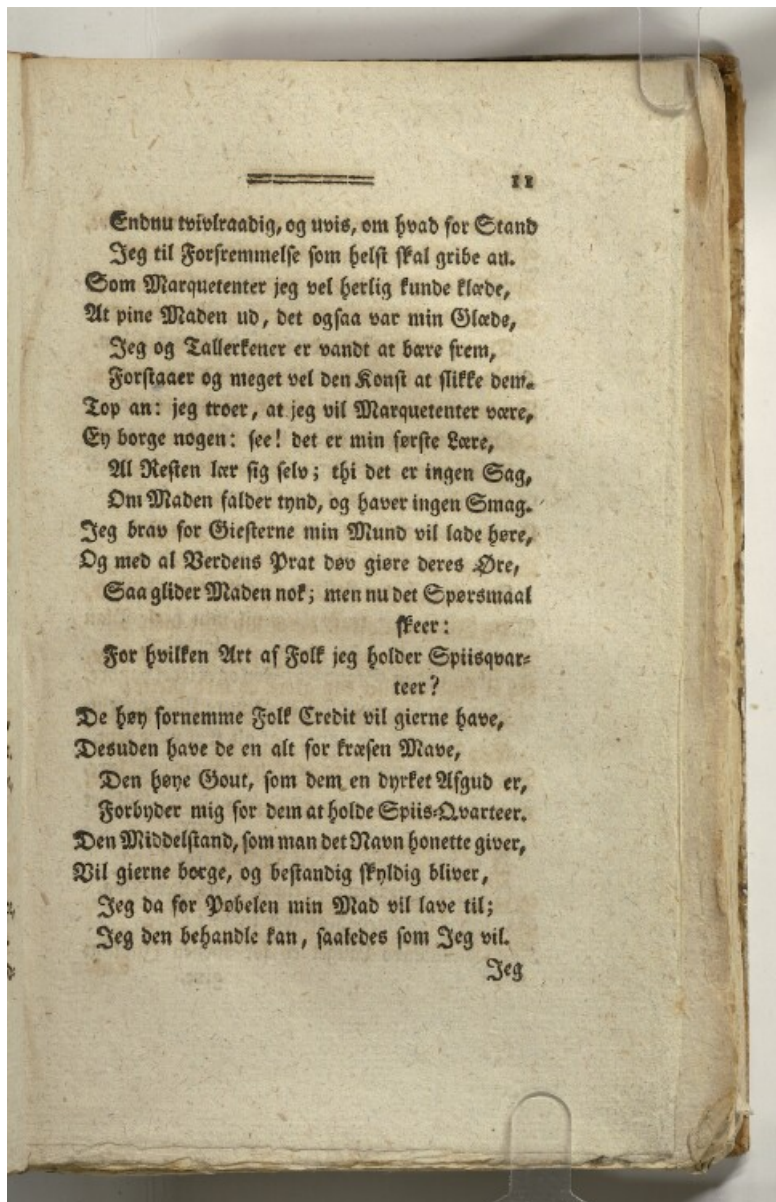 11
Endnu tvivlraadig, og uvis, om hvad for Stand
Jeg til Forfremmelse som helst skal gribe an.
Som Marquetenter jeg vel herlig kunde klæde,
At pine Maden ud, det ogsaa var min Glæde,
Jeg og Tallerkener er vandt at bære frem,
Forstaaer og meget vel den Konst at slikke dem.
Top an: jeg troer, at jeg vil Marquetenter være,
Ey borge nogen: see! det er min første Lære,
Al Resten lær sig selv; thi det er ingen Sag,
Om Maden falder tynd, og haver ingen Smag.
Jeg brav for Giesterne min Mund vil lade høre,
Og med al Verdens Prat døv giøre deres Øre,
Saa glider Maden nok; men nu det Spørsmaal
skeer:
For hvilken Art af Folk jeg holder Spiisqvar-
teer?
De høy fornemme Folk Credit vil gierne have,
Desuden have de en alt for kræsen Mave,
Den høye Gout, som dem en dyrket Afgud er,
Forbyder mig for dem at holde Spiis-Qvarteer.
Den Middelstand, som man det Navn honette giver,
Vil gierne borge, og bestandig skyldig bliver,
Jeg da for Pøbelen min Mad vil lave til;
Jeg den behandle kan, saaledes som Jeg vil.
Jeg